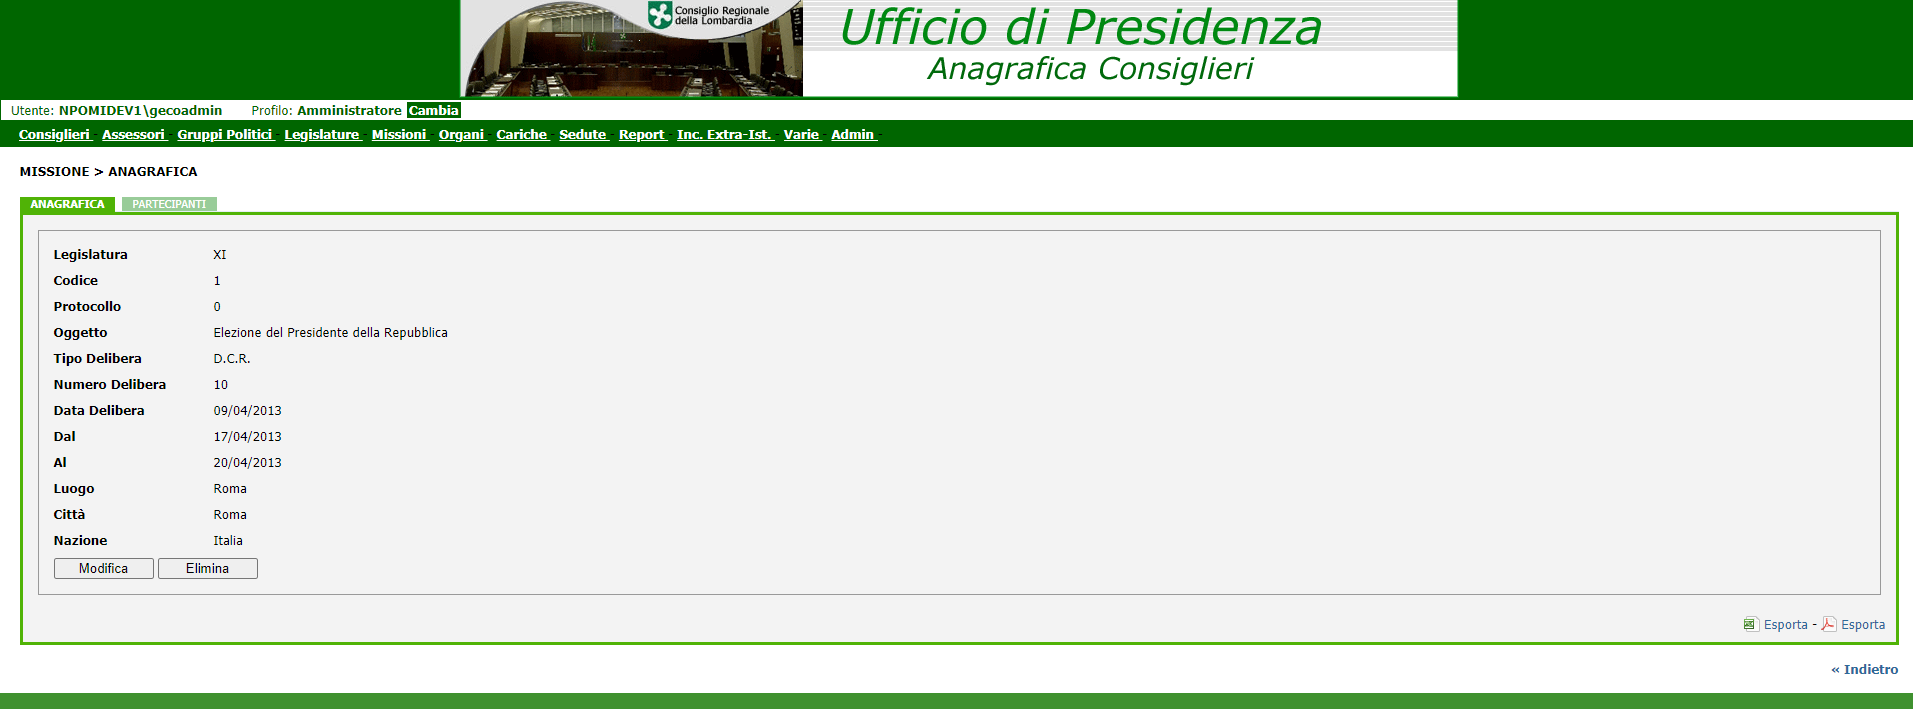 Consiglio Regionale
della Lombardia
Ufficio di Presidenza
Anagrafica Consiglieri
Utente: NPOMIDEV1\gecoadmin Profilo: Amministratore Cambia
Consiglieri - Assessori - Gruppi Politici - Legislature - Missioni - Organi - Cariche - Sedute - Report - Inc. Extra-Ist. - Varie - Admin -
MISSIONE > ANAGRAFICA
ANAGRAFICA PARTECIPANTI
Legislatura XI
Codice 1
Protocollo 0
Oggetto Elezione del Presidente della Repubblica
Tipo Delibera D.C.R.
Numero Delibera 10
Data Delibera 09/04/2013
Dal 17/04/2013
Al 20/04/2013
Luogo Roma
Città Roma
Nazione Italia
Modifica Elimina
Esporta - Esporta
« Indietro